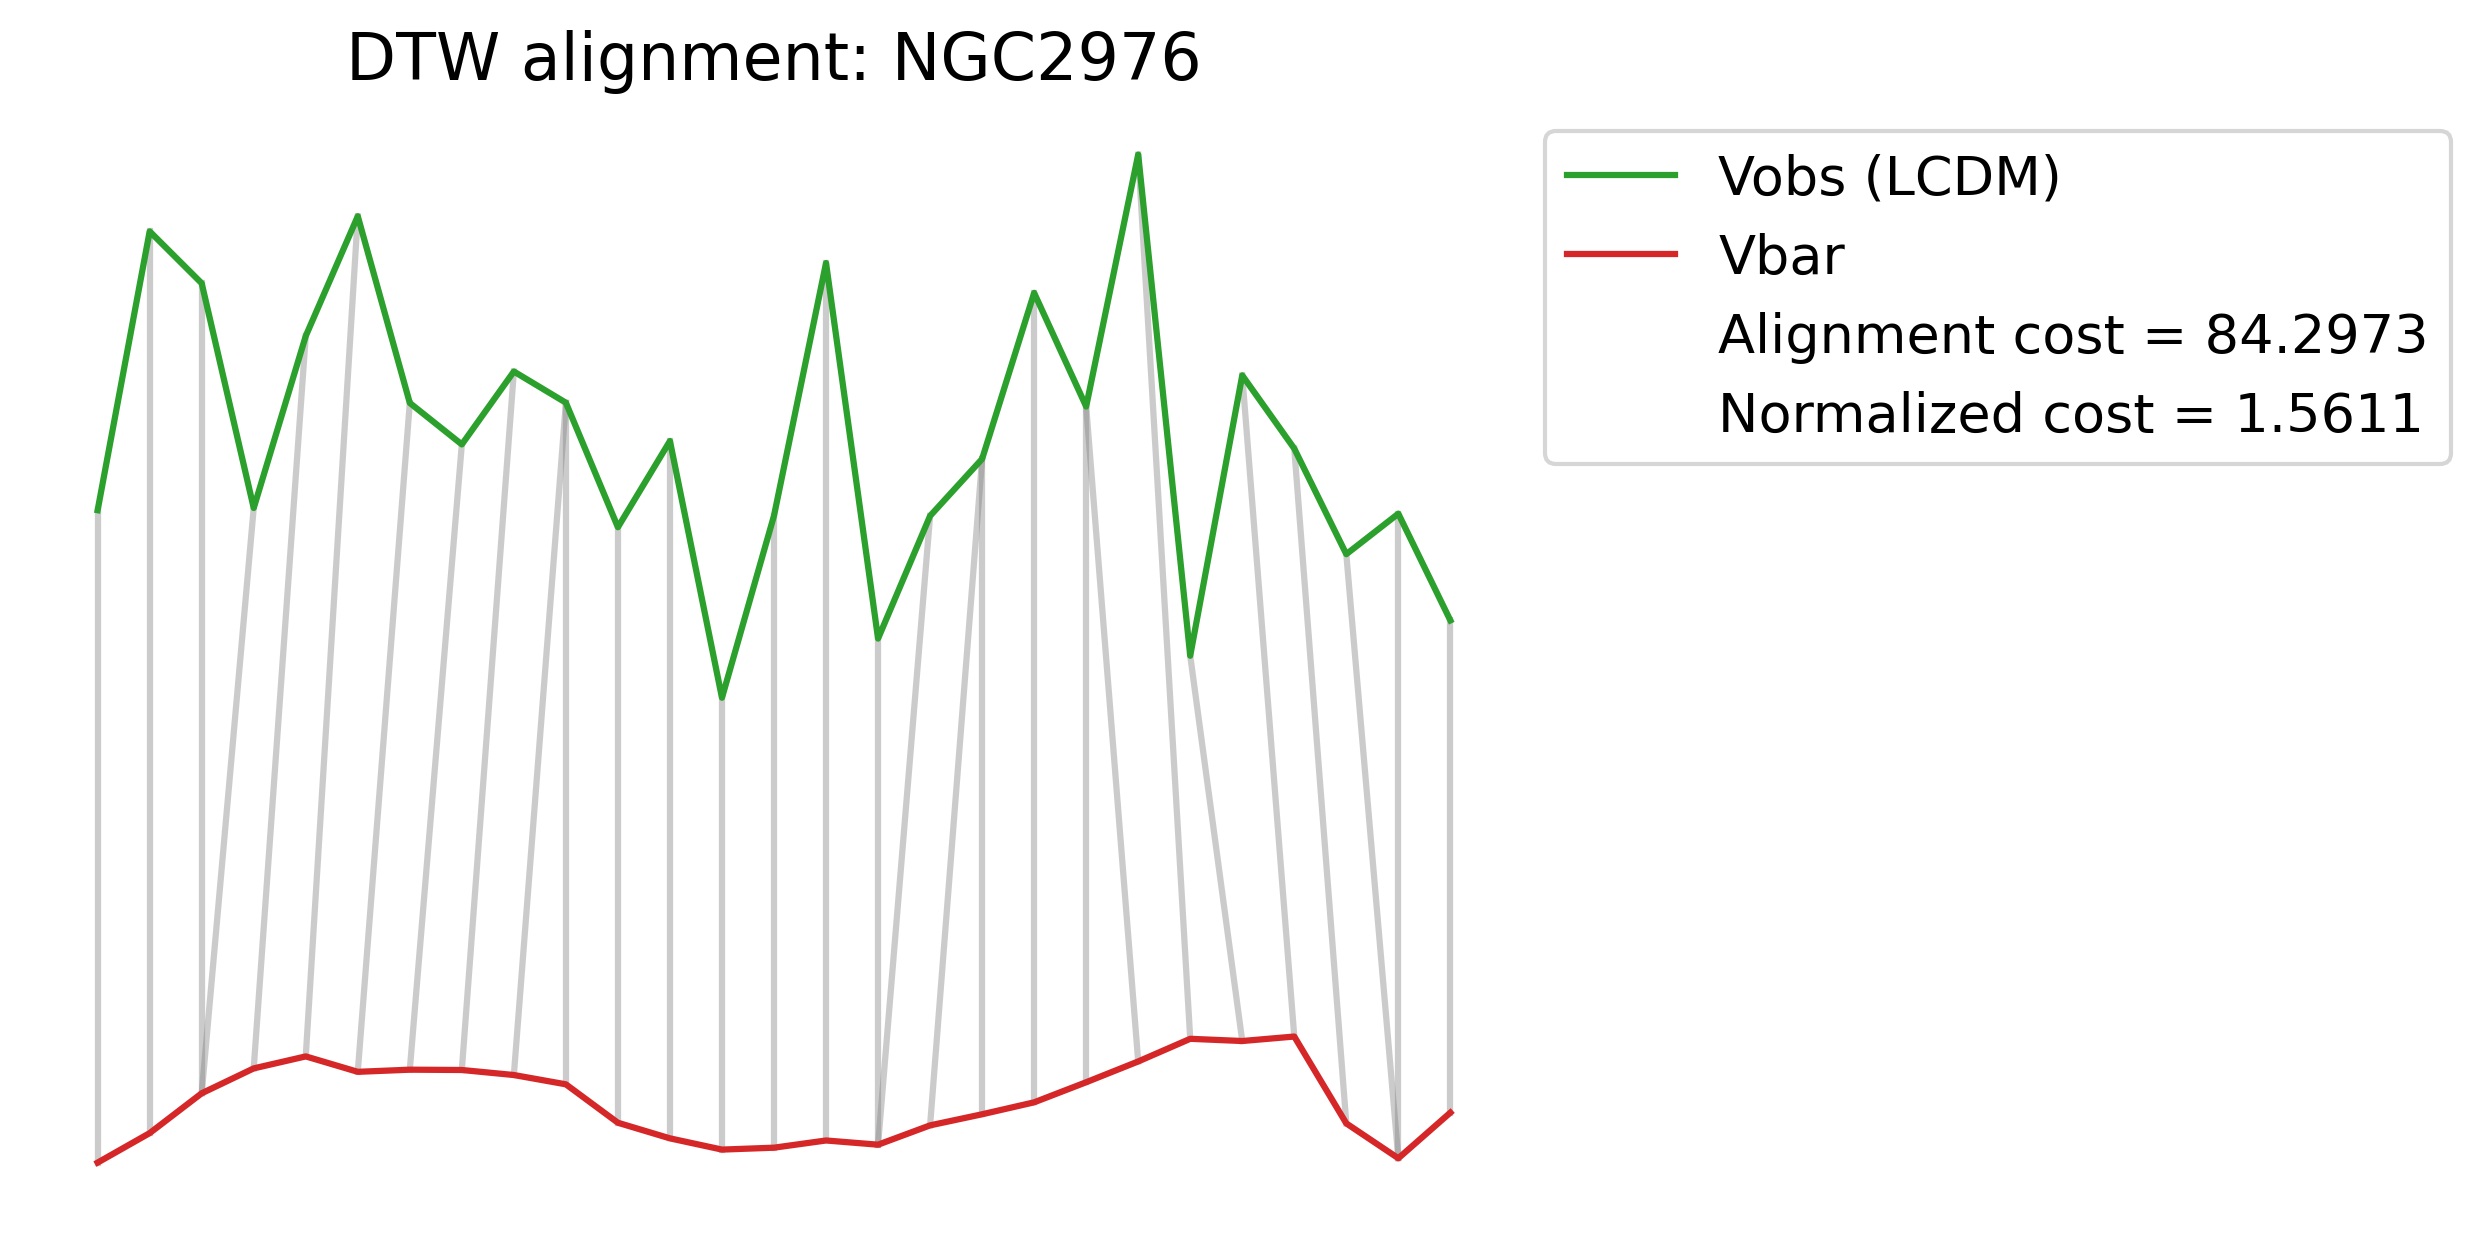 DTW alignment: NGC2976
Vobs (LCDM)
Vbar
Alignment cost = 84.2973
Normalized cost = 1.5611